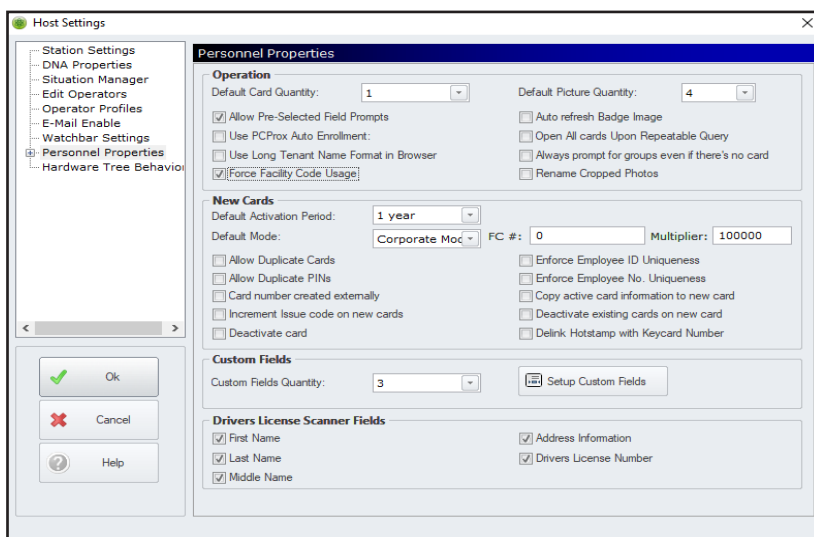 Host Settings
Station Settings
DNA Properties
Situation Manager
Edit Operators
Operator Profiles
E-Mail Enable
Watchbar Settings
Personnel Properties
Hardware Tree Behavior
Ok
Cancel
Help
Personnel Properties
Operation
Default Card Quantity: 1 Default Picture Quantity: 4
Allow Pre-Selected Field Prompts Auto refresh Badge Image
Use PCProx Auto Enrollment: Open All cards Upon Repeatable Query
Use Long Tenant Name Format in Browser Always prompt for groups even if there's no card
Force Facility Code Usage Rename Cropped Photos
New Cards
Default Activation Period: 1 year
Default Mode: Corporate Moc FC #: 0 Multiplier: 100000
Allow Duplicate Cards Enforce Employee ID Uniqueness
Allow Duplicate PINs Enforce Employee No. Uniqueness
Card number created externally Copy active card information to new card
Increment Issue code on new cards Deactivate existing cards on new card
Deactivate card Delink Hotstamp with Keycard Number
Custom Fields
Custom Fields Quantity: 3 Setup Custom Fields
Drivers License Scanner Fields
First Name Address Information
Last Name Drivers License Number
Middle Name